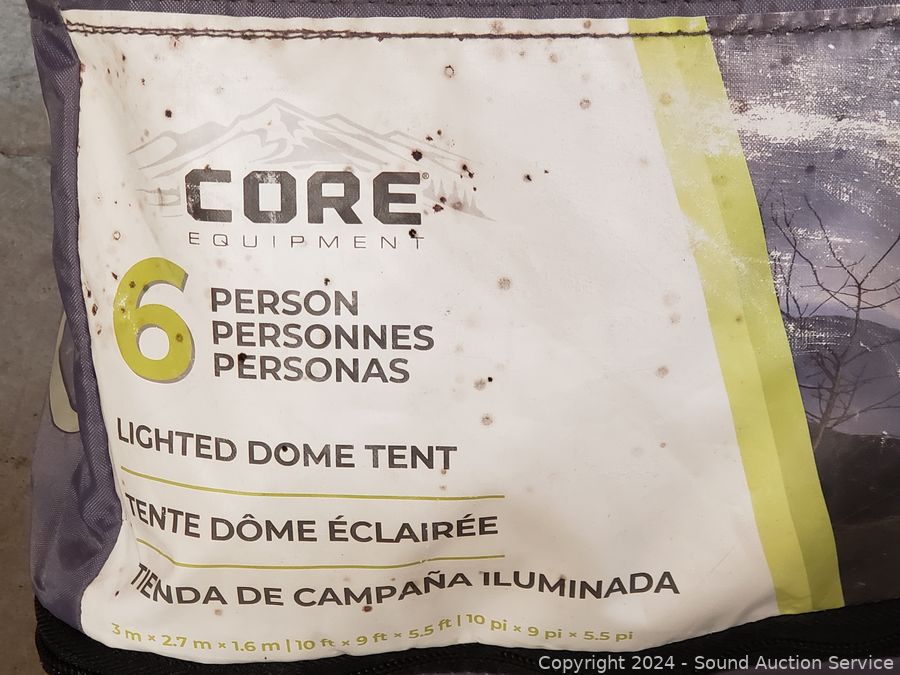 CORE®
EQUIPMENT
6
PERSON
PERSONNES
PERSONAS
LIGHTED DOME TENT
TENTE DÔME ÉCLAIRÉE
TIENDA DE CAMPAÑA ILUMINADA
3 m × 2.7 m × 1.6 m | 10 ft × 9 ft × 5.5 ft | 10 pi × 9 pi × 5.5 pi
Copyright 2024 - Sound Auction Service